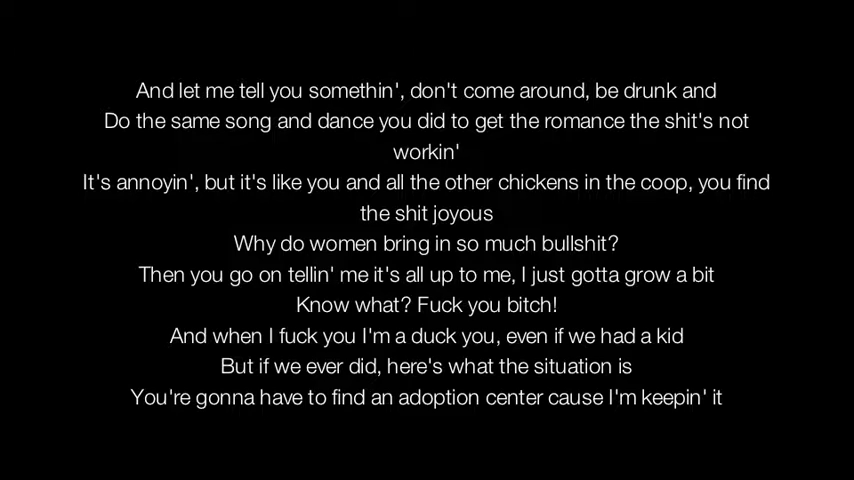 And let me tell you somethin', don't come around, be drunk and
Do the same song and dance you did to get the romance the shit's not
workin'
It's annoyin', but it's like you and all the other chickens in the coop, you find
the shit joyous
Why do women bring in so much bullshit?
Then you go on tellin' me it's all up to me, I just gotta grow a bit
Know what? Fuck you bitch!
And when I fuck you I'm a duck you, even if we had a kid
But if we ever did, here's what the situation is
You're gonna have to find an adoption center cause I'm keepin' it